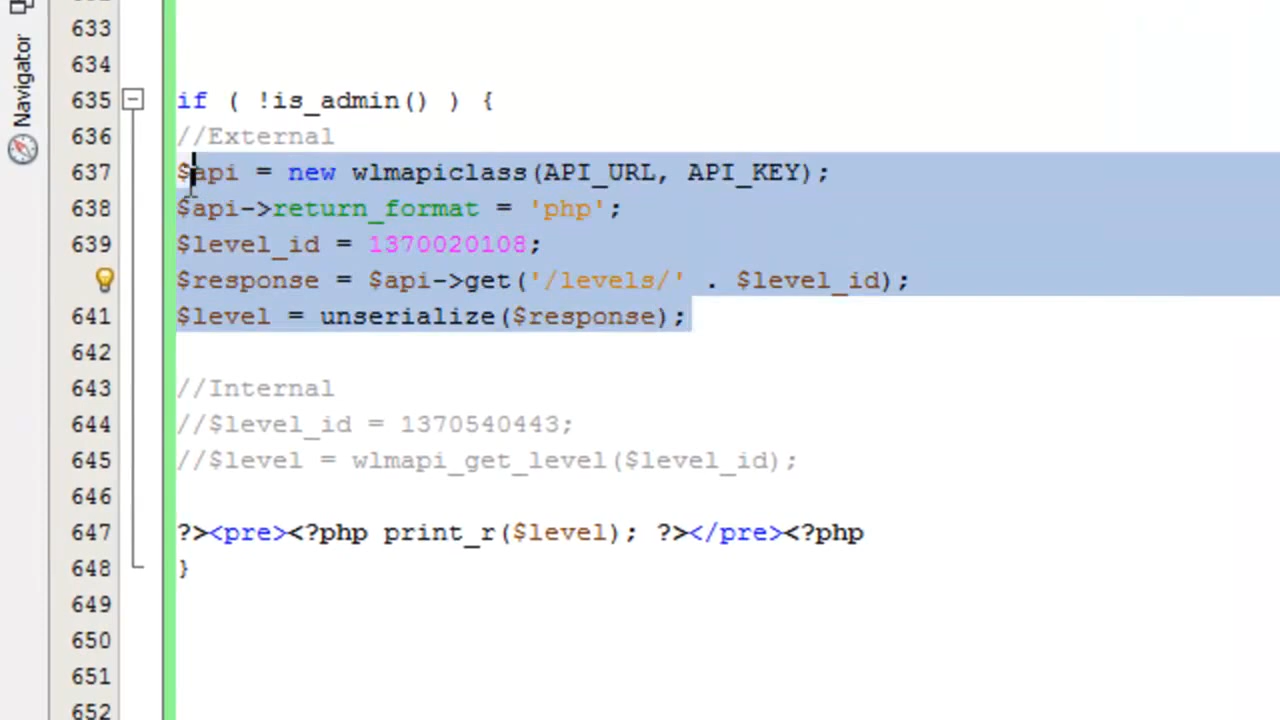 Navigator
633
634
635 if ( !is_admin() ) {
636 //External
637 $api = new wlmapiclass(API_URL, API_KEY);
638 $api->return_format = 'php';
639 $level_id = 1370020108;
$response = $api->get('/levels/' . $level_id);
641 $level = unserialize($response);
642
643 //Internal
644 //$level_id = 1370540443;
645 //$level = wlmapi_get_level($level_id);
646
647 ?><pre><?php print_r($level); ?></pre><?php
648 }
649
650
651
652